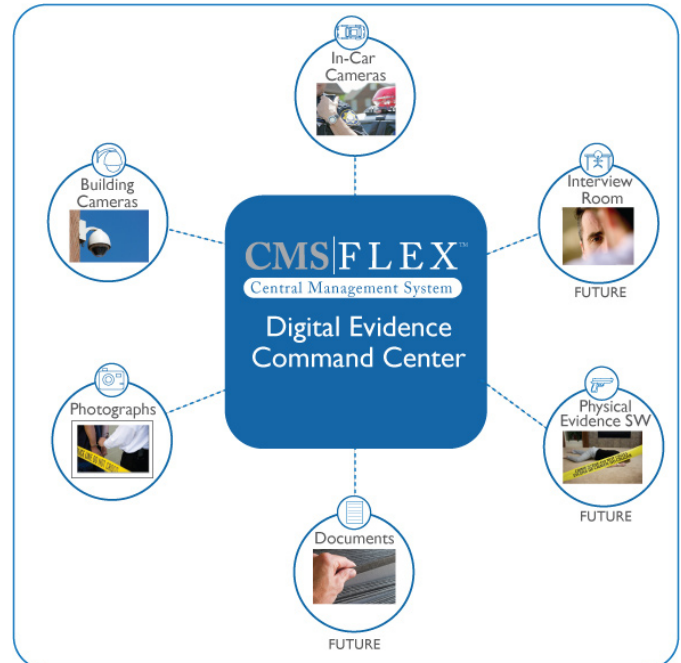 In-Car
Cameras
Building
Cameras
Interview
Room
FUTURE
CMS|FLEX™
Central Management System
Digital Evidence
Command Center
Photographs
Physical
Evidence SW
FUTURE
Documents
FUTURE